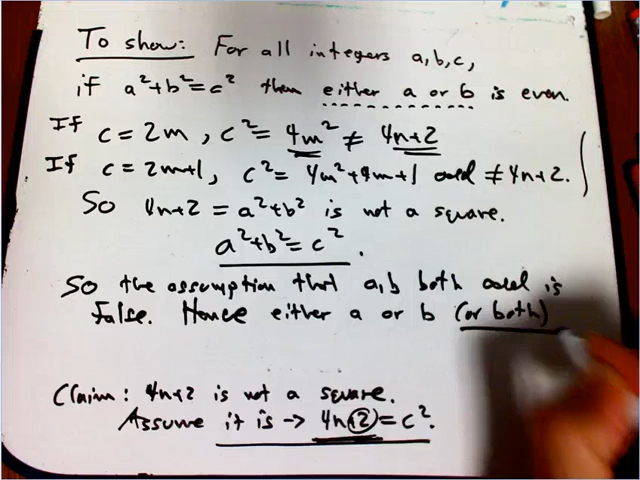 To show: For all integers a,b,c,
if a²+b²=c² then either a or b is even.
If c=2m, c²= 4m² ≠ 4n+2
If c=2m+1, c²= 4m²+4m+1 odd ≠4n+2.
So 4n+2 = a²+b² is not a square.
a²+b²=c².
So the assumption that a,b both odd is
False. Hence either a or b (or both)
Claim: 4n+2 is not a square.
Assume it is → 4n+2=c².